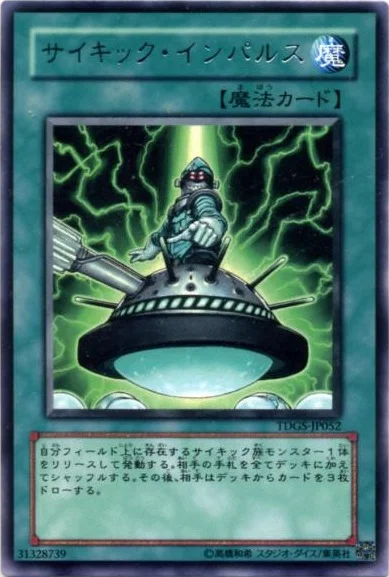 サイキック・インパルス 魔
【魔法カード】
TDGS-JP052
自分フィールド上に存在するサイキック族モンスター1体
をリリースして発動する。相手の手札を全てデッキに加え
てシャッフルする。その後、相手はデッキからカードを3枚
ドローする。
31328739
©高橋和希 スタジオ・ダイス/集英社